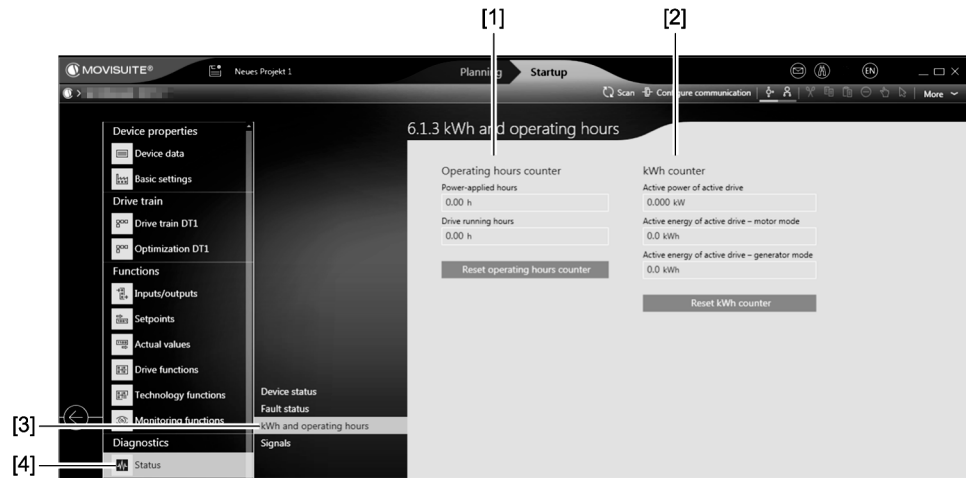 [1]
[2]
MOVISUITE®
Neues Projekt 1
Planning
Startup
EN
Scan
Configure communication
More
Device properties
Device data
Basic settings
Drive train
Drive train DT1
Optimization DT1
Functions
Inputs/outputs
Setpoints
Actual values
Drive functions
Technology functions
Monitoring functions
Diagnostics
Status
Device status
Fault status
kWh and operating hours
Signals
[3]
[4]
6.1.3 kWh and operating hours
Operating hours counter
Power-applied hours
0.00 h
Drive running hours
0.00 h
Reset operating hours counter
kWh counter
Active power of active drive
0.000 kW
Active energy of active drive – motor mode
0.0 kWh
Active energy of active drive – generator mode
0.0 kWh
Reset kWh counter